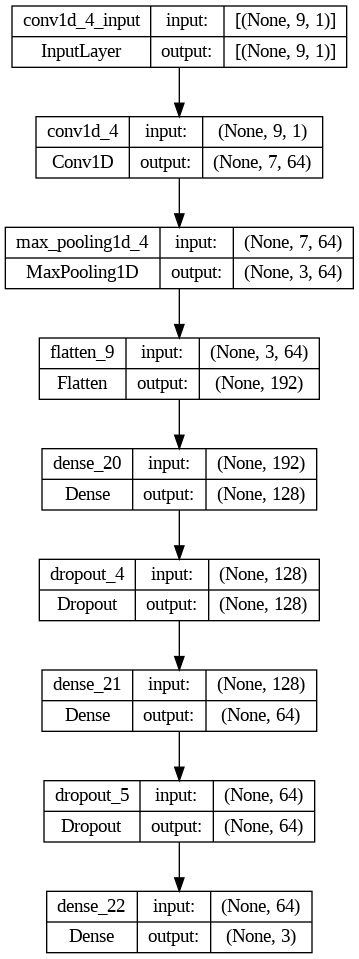 conv1d_4_input input: [(None, 9, 1)]
InputLayer output: [(None, 9, 1)]
conv1d_4 input: (None, 9, 1)
Conv1D output: (None, 7, 64)
max_pooling1d_4 input: (None, 7, 64)
MaxPooling1D output: (None, 3, 64)
flatten_9 input: (None, 3, 64)
Flatten output: (None, 192)
dense_20 input: (None, 192)
Dense output: (None, 128)
dropout_4 input: (None, 128)
Dropout output: (None, 128)
dense_21 input: (None, 128)
Dense output: (None, 64)
dropout_5 input: (None, 64)
Dropout output: (None, 64)
dense_22 input: (None, 64)
Dense output: (None, 3)